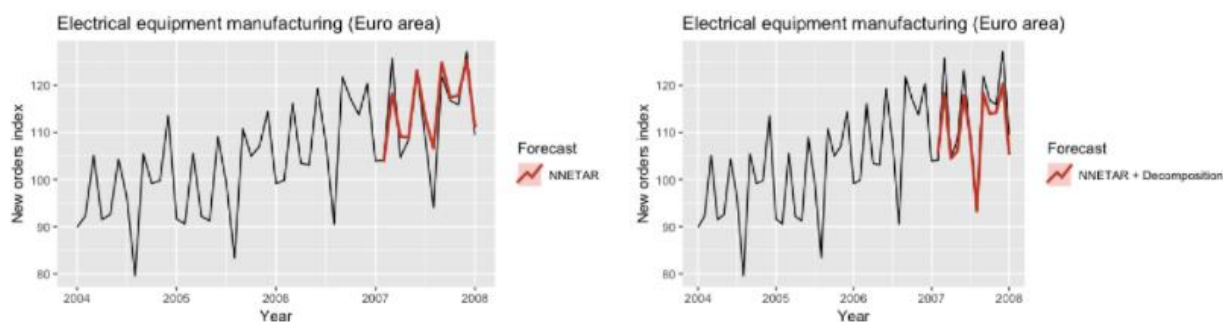 Electrical equipment manufacturing (Euro area)
New orders index
120
110
100
90
80
2004
2005
2006
2007
2008
Year
Forecast
NNETAR
Electrical equipment manufacturing (Euro area)
New orders index
120
110
100
90
80
2004
2005
2006
2007
2008
Year
Forecast
NNETAR + Decomposition